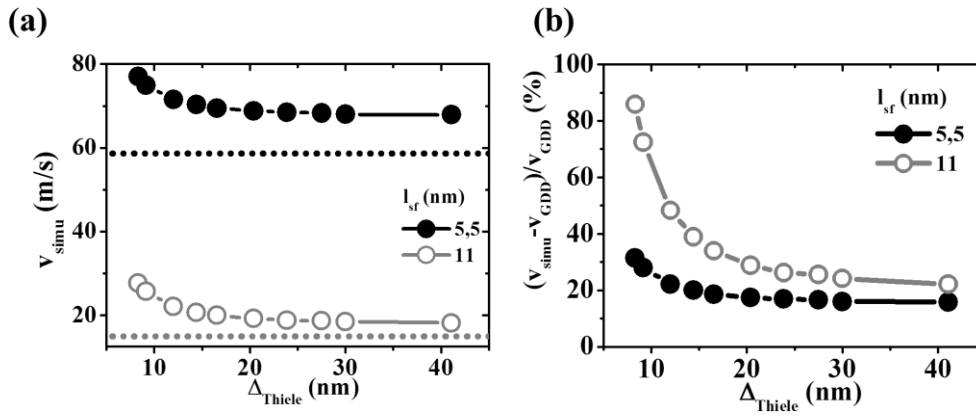 (a)
80
60
40
20
v_simu (m/s)
l_sf (nm)
5,5
11
10 20 30 40
Δ_Thiele (nm)
(b)
100
80
60
40
20
0
(v_simu-v_GDD)/v_GDD (%)
l_sf (nm)
5,5
11
10 20 30 40
Δ_Thiele (nm)